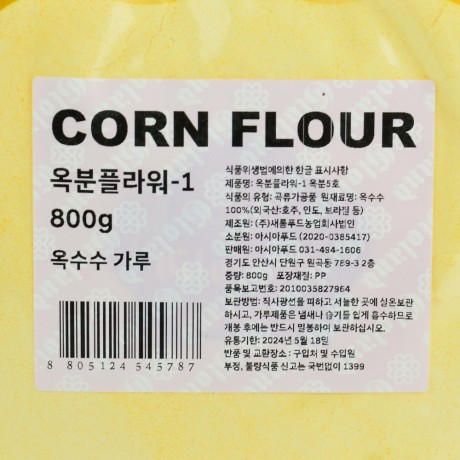 CORN FLOUR
옥분플라워-1
800g
옥수수 가루
8 805124 545787
식품위생법에의한 한글 표시사항
제품명: 옥분플라워-1 옥분5호
식품의 유형: 곡류가공품 원재료명: 옥수수
100%(외국산:호주, 인도, 브라질 등)
제조원: (주)새롬푸드농업회사법인
소분원: 아시아푸드 (2020-0385417)
판매원: 아시아푸드 031-494-1606
경기도 안산시 단원구 원곡동 789-3 2층
중량: 800g 포장재질: PP
품목보고번호: 2010035827964
보관방법: 직사광선을 피하고 서늘한 곳에 실온보관
하시고, 가루제품은 냄새나 습기를 쉽게 흡수하므로
개봉 후에는 반드시 밀봉하여 보관하십시오.
유통기한: 2024년 5월 18일
반품 및 교환장소 : 구입처 및 수입원
부정, 불량식품 신고는 국번없이 1399